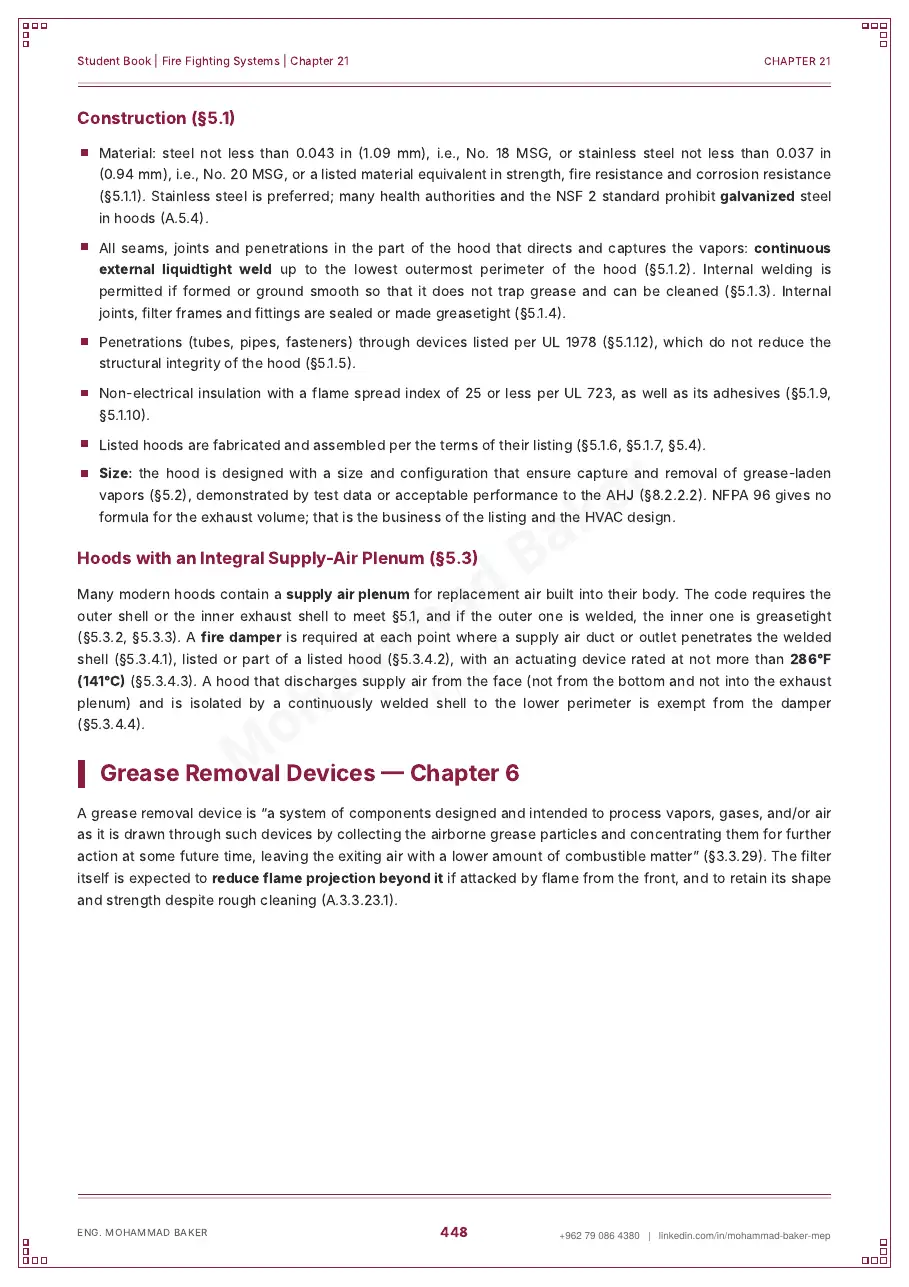 Student Book | Fire Fighting Systems | Chapter 21
CHAPTER 21
Construction (§5.1)
Material: steel not less than 0.043 in (1.09 mm), i.e., No. 18 MSG, or stainless steel not less than 0.037 in
(0.94 mm), i.e., No. 20 MSG, or a listed material equivalent in strength, fire resistance and corrosion resistance
(§5.1.1). Stainless steel is preferred; many health authorities and the NSF 2 standard prohibit galvanized steel
in hoods (A.5.4).
All seams, joints and penetrations in the part of the hood that directs and captures the vapors: continuous
external liquidtight weld up to the lowest outermost perimeter of the hood (§5.1.2). Internal welding is
permitted if formed or ground smooth so that it does not trap grease and can be cleaned (§5.1.3). Internal
joints, filter frames and fittings are sealed or made greasetight (§5.1.4).
Penetrations (tubes, pipes, fasteners) through devices listed per UL 1978 (§5.1.12), which do not reduce the
structural integrity of the hood (§5.1.5).
Non-electrical insulation with a flame spread index of 25 or less per UL 723, as well as its adhesives (§5.1.9,
§5.1.10).
Listed hoods are fabricated and assembled per the terms of their listing (§5.1.6, §5.1.7, §5.4).
Size: the hood is designed with a size and configuration that ensure capture and removal of grease-laden
vapors (§5.2), demonstrated by test data or acceptable performance to the AHJ (§8.2.2.2). NFPA 96 gives no
formula for the exhaust volume; that is the business of the listing and the HVAC design.
Hoods with an Integral Supply-Air Plenum (§5.3)
Many modern hoods contain a supply air plenum for replacement air built into their body. The code requires the
outer shell or the inner exhaust shell to meet §5.1, and if the outer one is welded, the inner one is greasetight
(§5.3.2, §5.3.3). A fire damper is required at each point where a supply air duct or outlet penetrates the welded
shell (§5.3.4.1), listed or part of a listed hood (§5.3.4.2), with an actuating device rated at not more than 286°F
(141°C) (§5.3.4.3). A hood that discharges supply air from the face (not from the bottom and not into the exhaust
plenum) and is isolated by a continuously welded shell to the lower perimeter is exempt from the damper
(§5.3.4.4).
Grease Removal Devices — Chapter 6
A grease removal device is “a system of components designed and intended to process vapors, gases, and/or air
as it is drawn through such devices by collecting the airborne grease particles and concentrating them for further
action at some future time, leaving the exiting air with a lower amount of combustible matter” (§3.3.29). The filter
itself is expected to reduce flame projection beyond it if attacked by flame from the front, and to retain its shape
and strength despite rough cleaning (A.3.3.23.1).
ENG. MOHAMMAD BAKER
448
+962 79 086 4380 | linkedin.com/in/mohammad-baker-mep